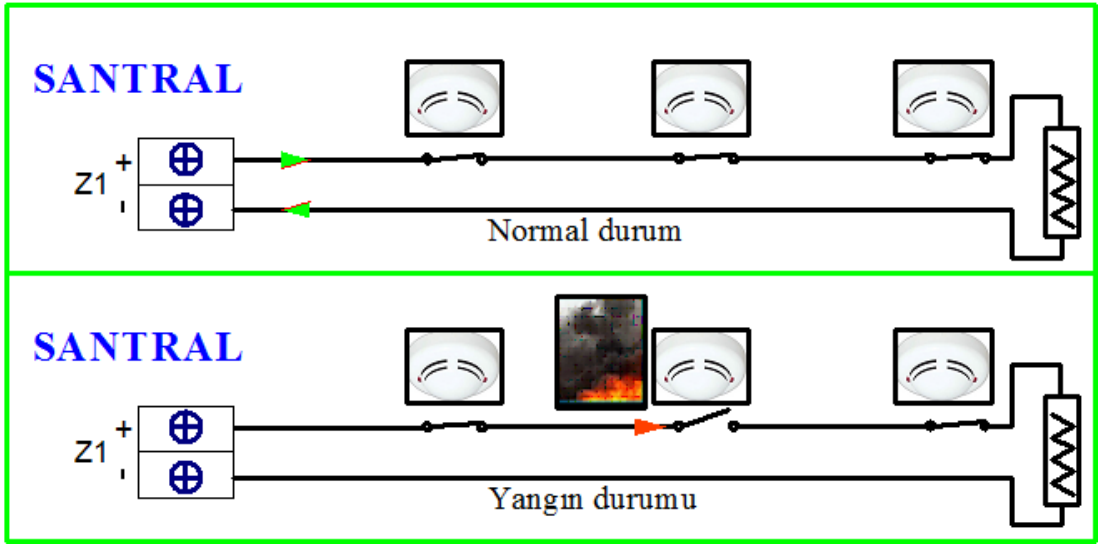 SANTRAL
+
Z1
-
Normal durum
SANTRAL
+
Z1
-
Yangın durumu